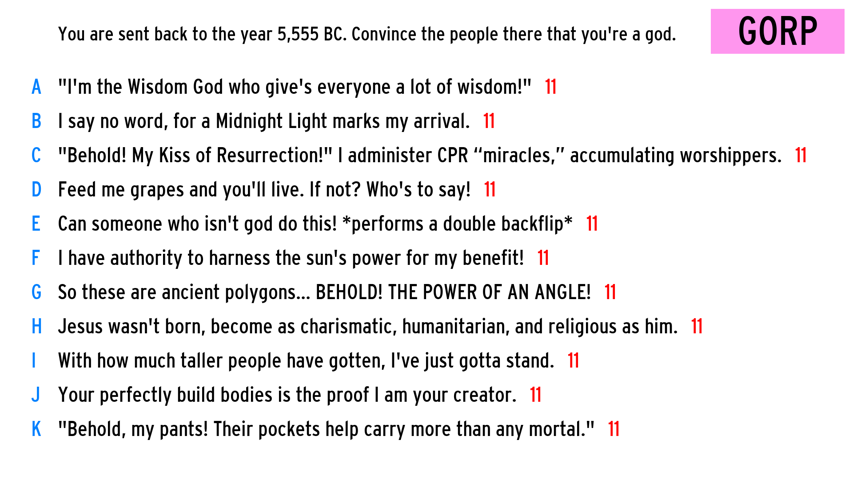 You are sent back to the year 5,555 BC. Convince the people there that you're a god.
GORP
A "I'm the Wisdom God who give's everyone a lot of wisdom!" 11
B I say no word, for a Midnight Light marks my arrival. 11
C "Behold! My Kiss of Resurrection!" I administer CPR “miracles,” accumulating worshippers. 11
D Feed me grapes and you'll live. If not? Who's to say! 11
E Can someone who isn't god do this! *performs a double backflip* 11
F I have authority to harness the sun's power for my benefit! 11
G So these are ancient polygons... BEHOLD! THE POWER OF AN ANGLE! 11
H Jesus wasn't born, become as charismatic, humanitarian, and religious as him. 11
I With how much taller people have gotten, I've just gotta stand. 11
J Your perfectly build bodies is the proof I am your creator. 11
K "Behold, my pants! Their pockets help carry more than any mortal." 11